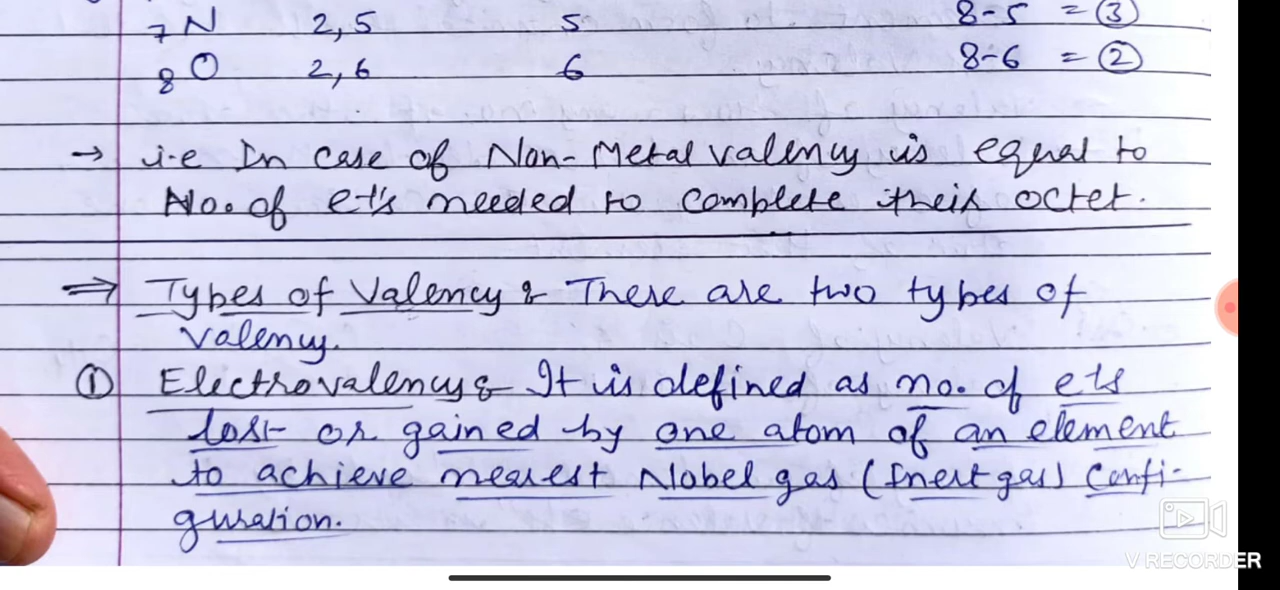 7 N 2, 5 5 8-5 = 3
8 O 2, 6 6 8-6 = 2
→ i.e In case of Non-Metal valency is equal to
No. of e-t's needed to complete their octet.
⇒ Types of Valency :- There are two types of
valency.
① Electrovalency :- It is defined as no. of e-ts
lost or gained by one atom of an element
to achieve nearest Nobel gas (Inert gas) Confi-
guration.
V RECORDER